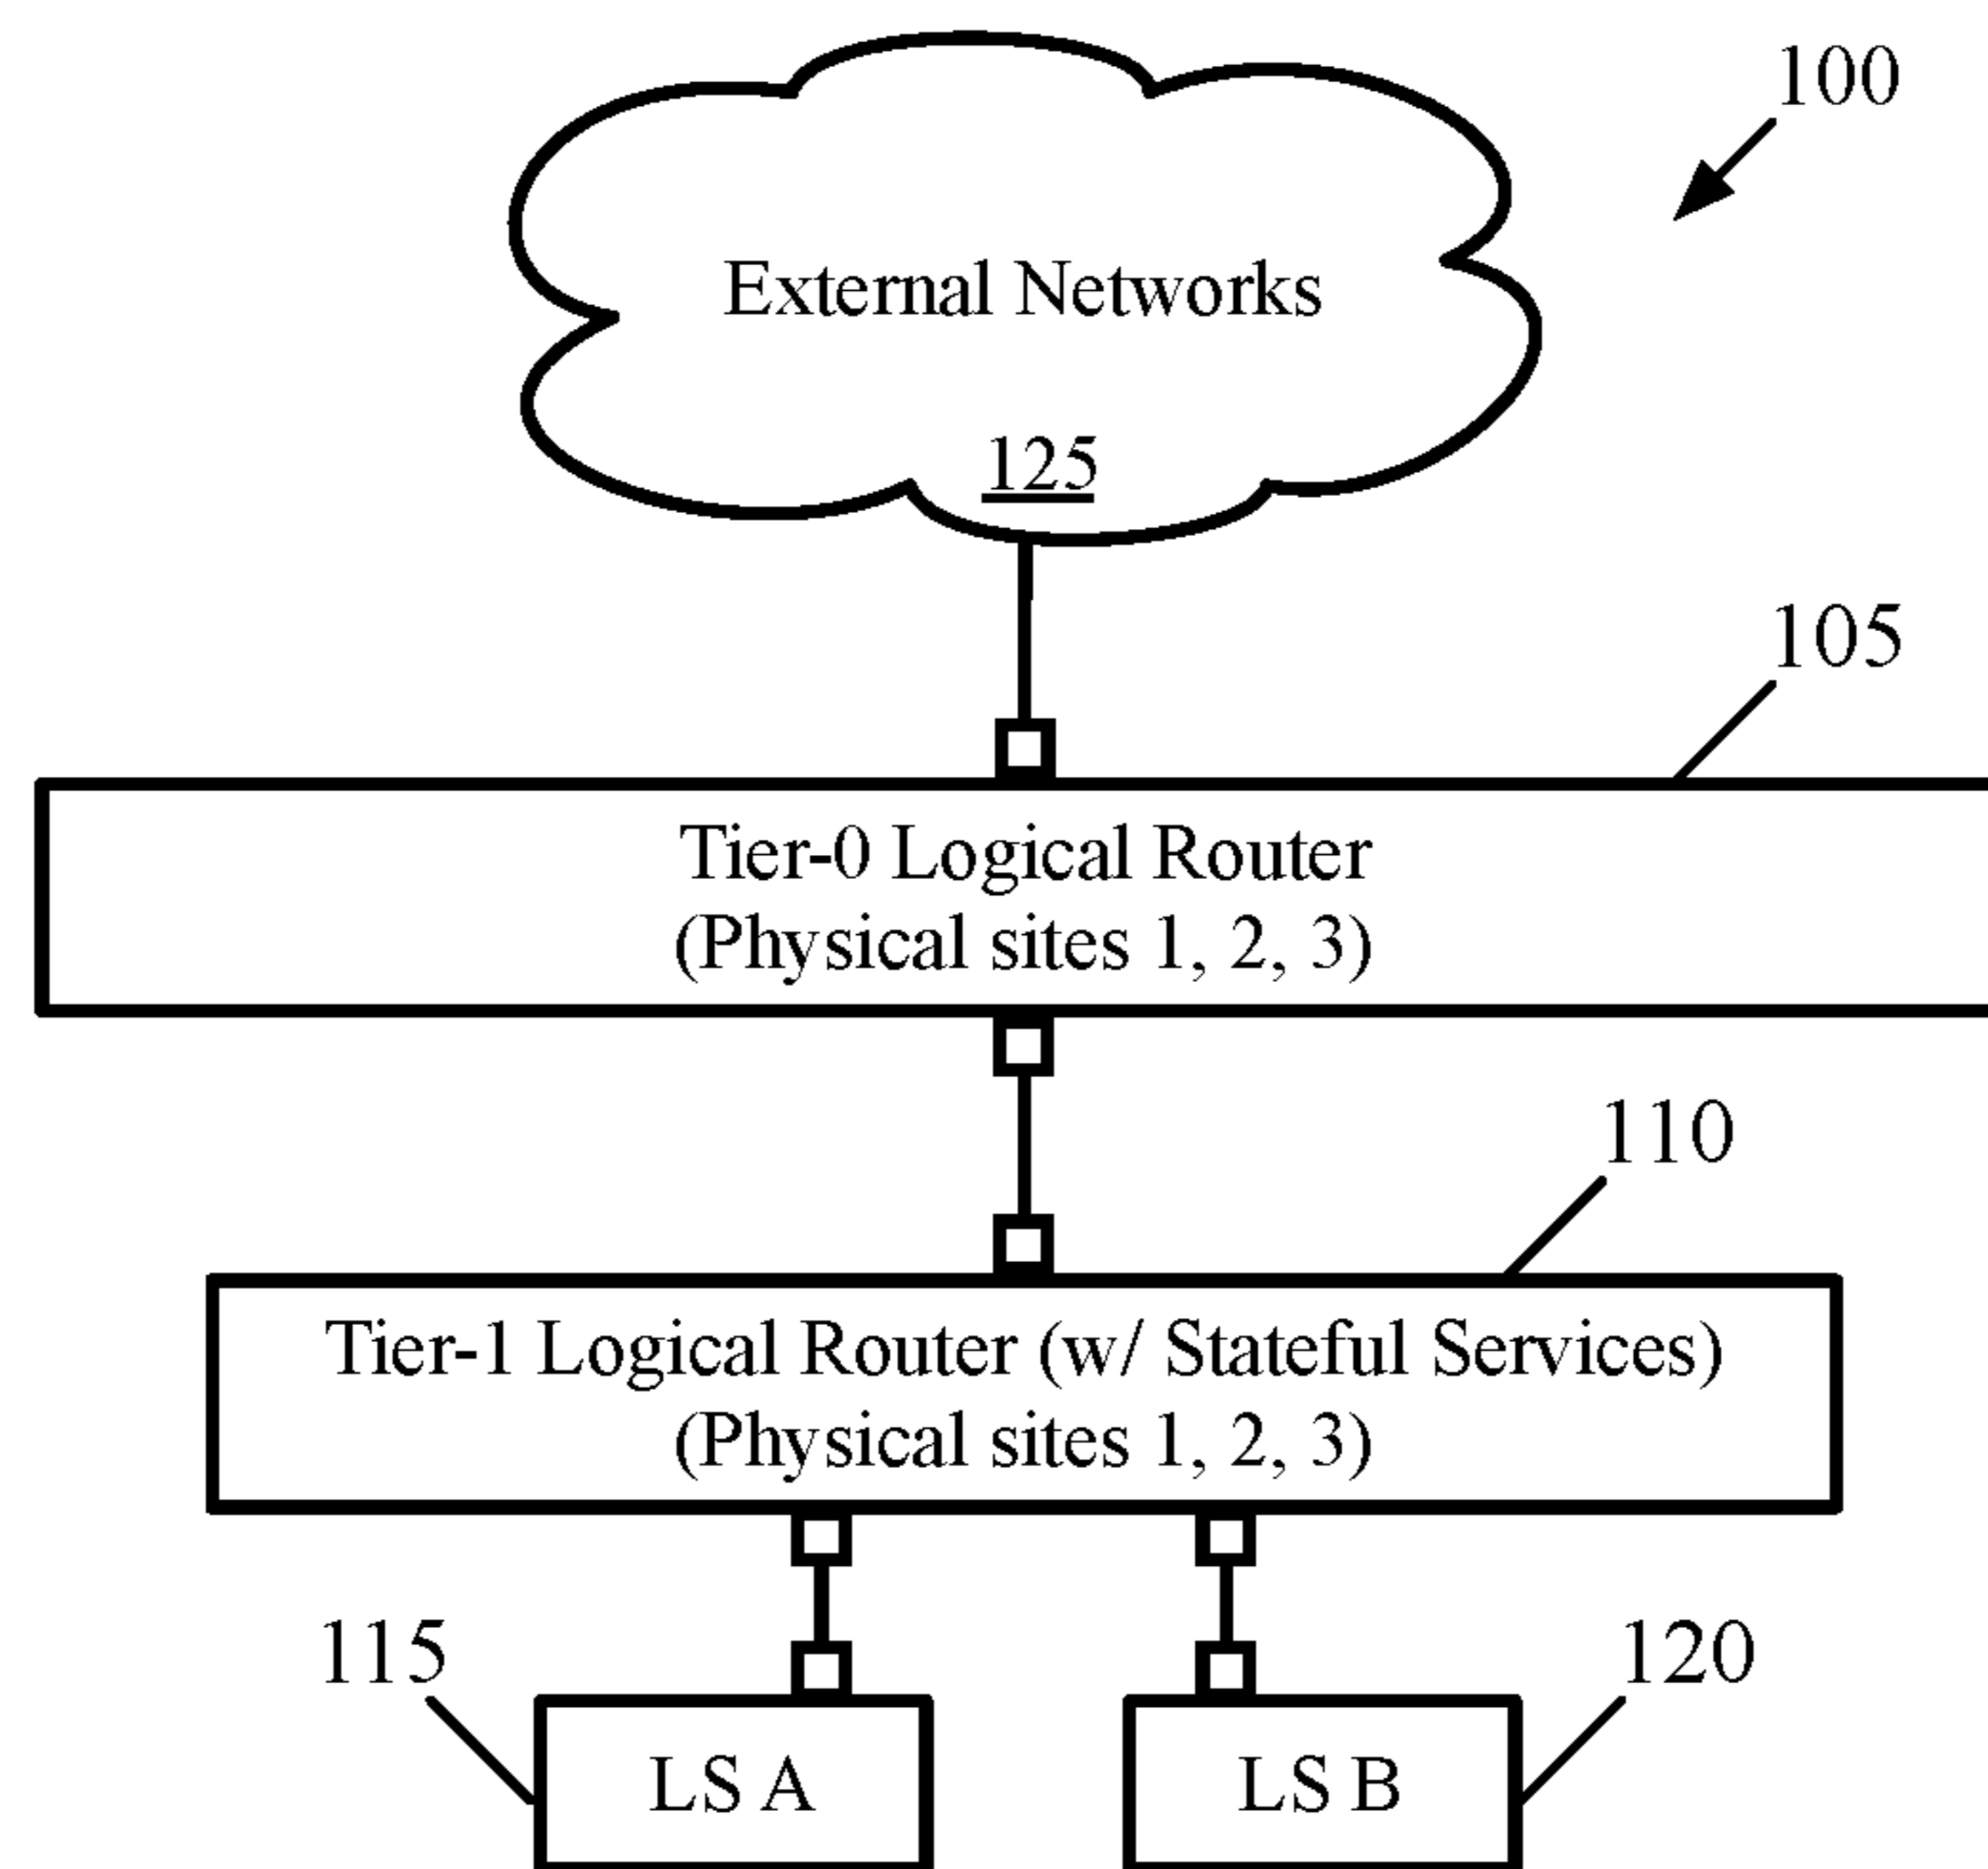 100
External Networks
125
105
Tier-0 Logical Router
(Physical sites 1, 2, 3)
110
Tier-1 Logical Router (w/ Stateful Services)
(Physical sites 1, 2, 3)
115
120
LS A
LS B